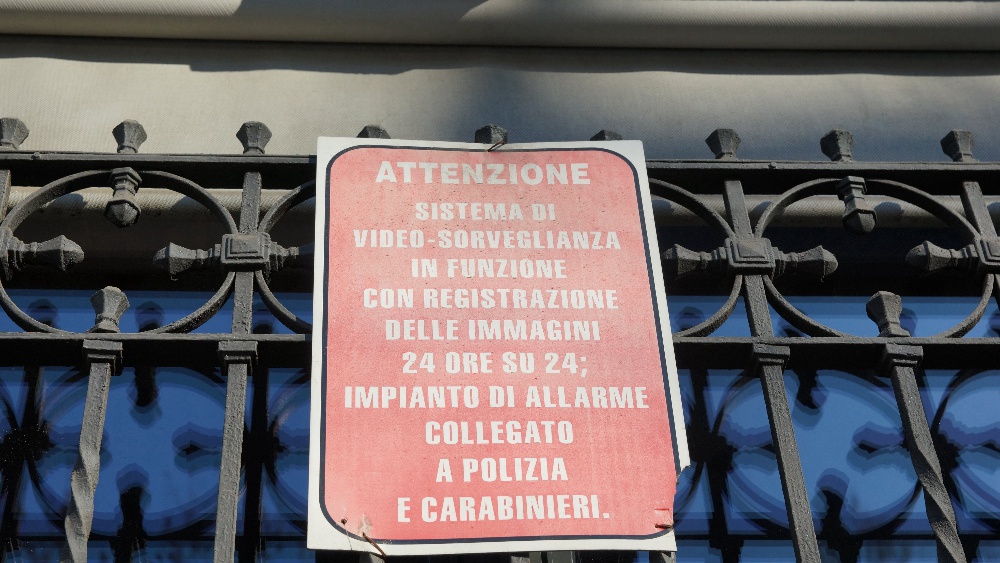 ATTENZIONE
SISTEMA DI
VIDEO-SORVEGLIANZA
IN FUNZIONE
CON REGISTRAZIONE
DELLE IMMAGINI
24 ORE SU 24;
IMPIANTO DI ALLARME
COLLEGATO
A POLIZIA
E CARABINIERI.